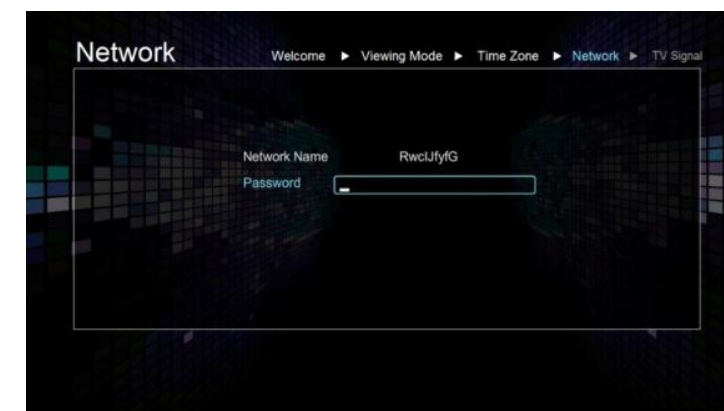 Network
Welcome ► Viewing Mode ► Time Zone ► Network ► TV Signal
Network Name RwclJfyfG
Password